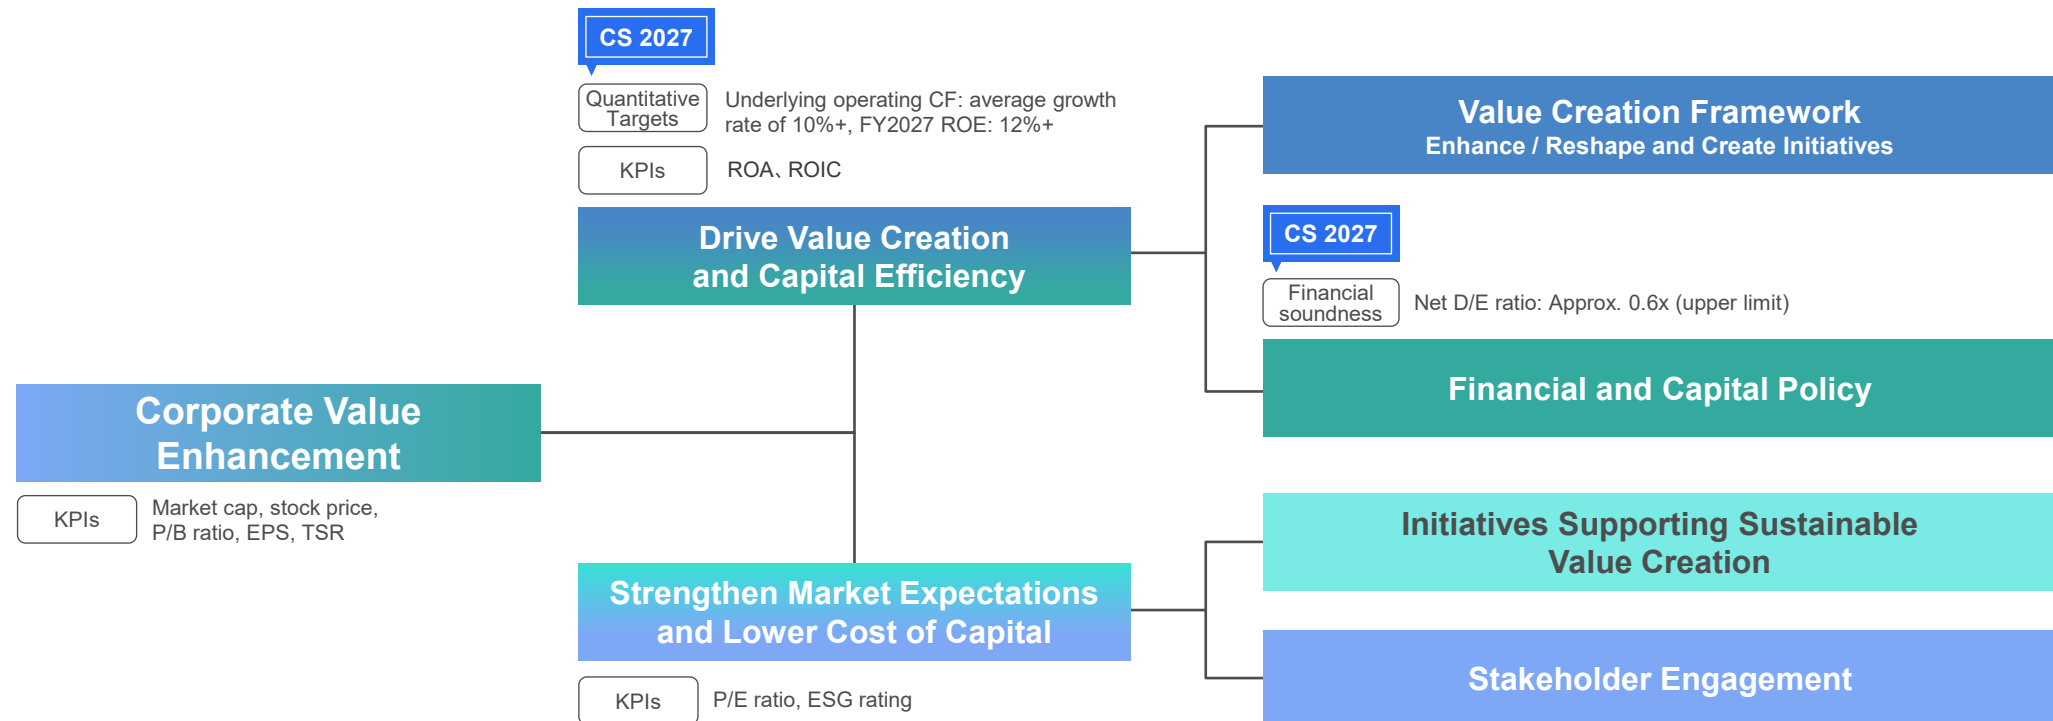 CS 2027
Quantitative
Targets
Underlying operating CF: average growth
rate of 10%+, FY2027 ROE: 12%+
KPIs
ROA、ROIC
Drive Value Creation
and Capital Efficiency
Value Creation Framework
Enhance / Reshape and Create Initiatives
CS 2027
Financial
soundness
Net D/E ratio: Approx. 0.6x (upper limit)
Financial and Capital Policy
Corporate Value
Enhancement
KPIs
Market cap, stock price,
P/B ratio, EPS, TSR
Strengthen Market Expectations
and Lower Cost of Capital
KPIs
P/E ratio, ESG rating
Initiatives Supporting Sustainable
Value Creation
Stakeholder Engagement